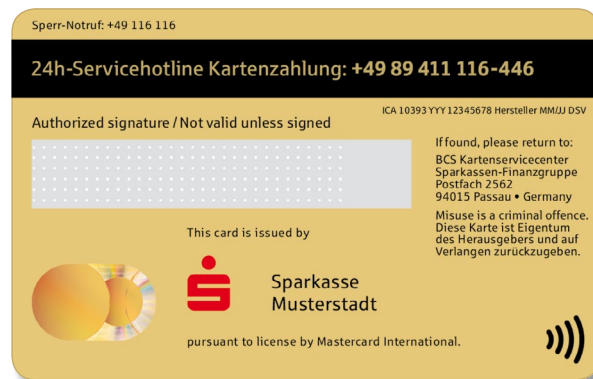 Sperr-Notruf: +49 116 116
24h-Servicehotline Kartenzahlung: +49 89 411 116-446
ICA 10393 YYY 12345678 Hersteller MM/JJ DSV
Authorized signature / Not valid unless signed
If found, please return to:
BCS Kartenservicecenter
Sparkassen-Finanzgruppe
Postfach 2562
94015 Passau • Germany
Misuse is a criminal offence.
Diese Karte ist Eigentum
des Herausgebers und auf
Verlangen zurückzugeben.
This card is issued by
Sparkasse
Musterstadt
pursuant to license by Mastercard International.